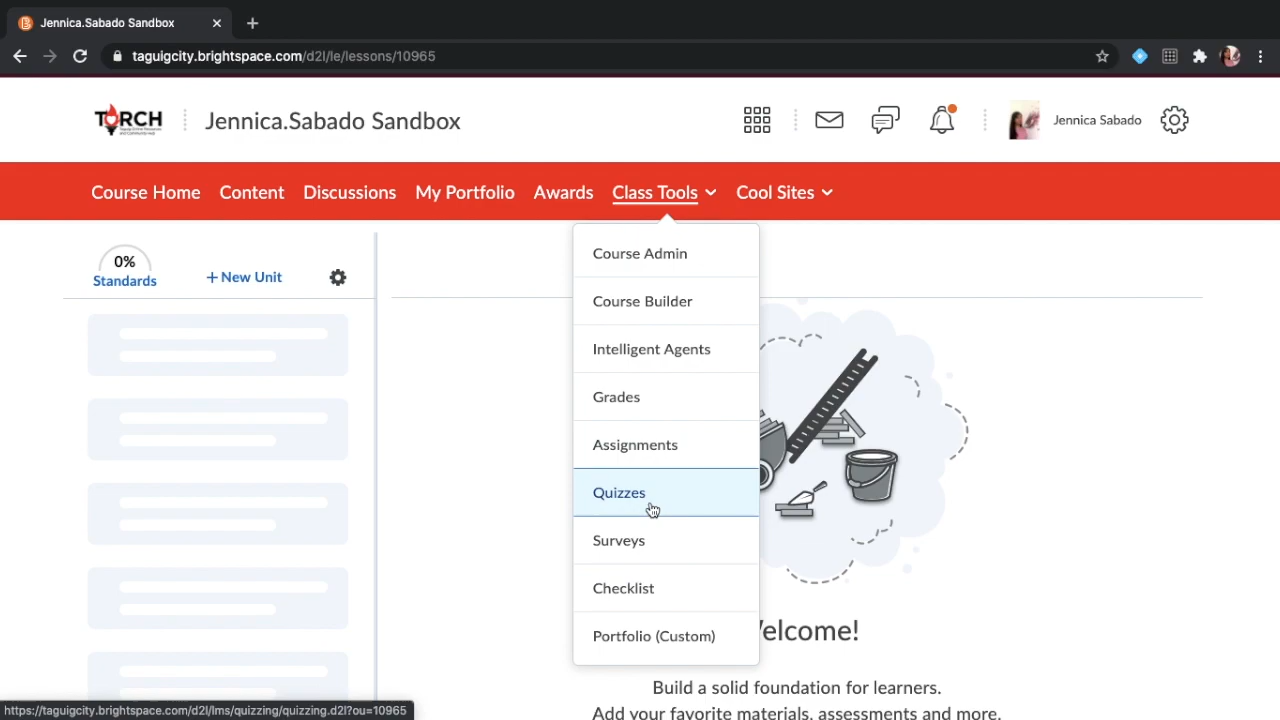 Jennica.Sabado Sandbox
taguigcity.brightspace.com/d2l/le/lessons/10965
TORCH
Jennica.Sabado Sandbox
Jennica Sabado
Course Home Content Discussions My Portfolio Awards Class Tools Cool Sites
0%
Standards
+ New Unit
Course Admin
Course Builder
Intelligent Agents
Grades
Assignments
Quizzes
Surveys
Checklist
Portfolio (Custom)
elcome!
Build a solid foundation for learners.
Add your favorite materials, assessments and more.
https://taguigcity.brightspace.com/d2l/lms/quizzing/quizzing.d2l?ou=10965